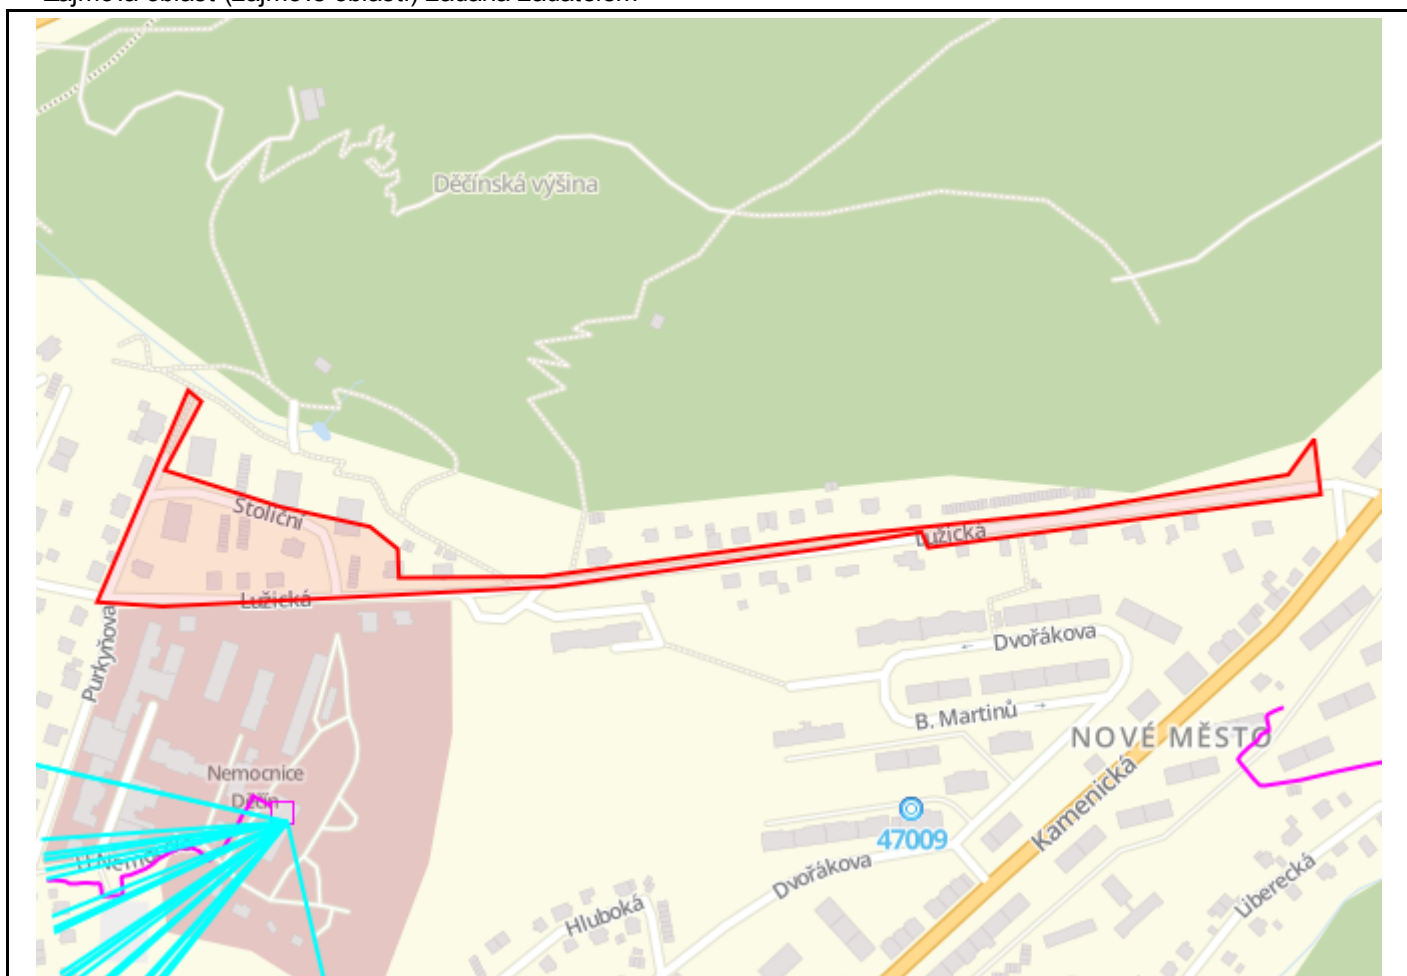 Zájmová oblast (zájmové oblasti) zadaná žadatelem
Děčínská výšina
Stoliční
Lužická
Lužická
Purkyňova
Dvořákova
B. Martinů
NOVÉ MĚSTO
Nemocnice
Děčín
Kamenická
47009
U Nemocnice
Dvořákova
Liberecká
Hluboká